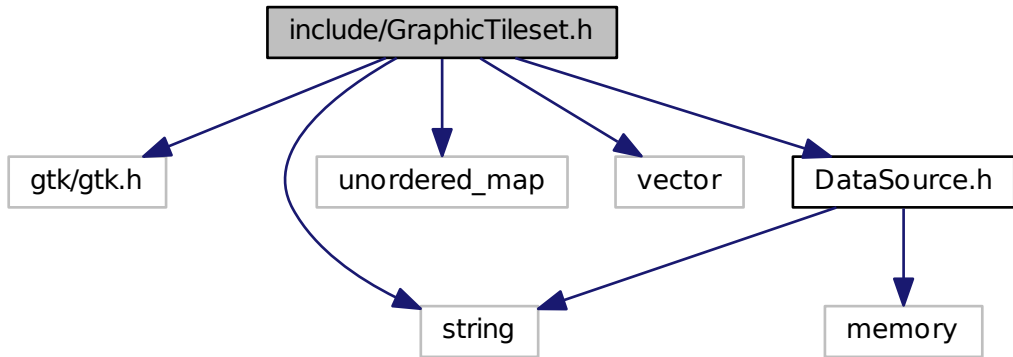 include/GraphicTileset.h
gtk/gtk.h
unordered_map
vector
DataSource.h
string
memory